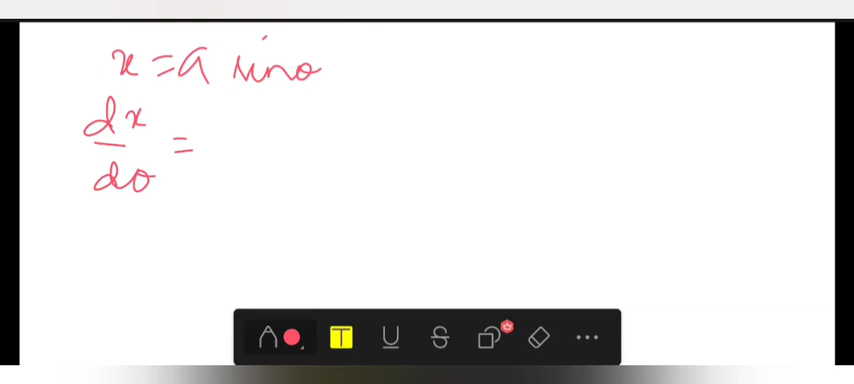 x = a sinθ
dx
— =
dθ